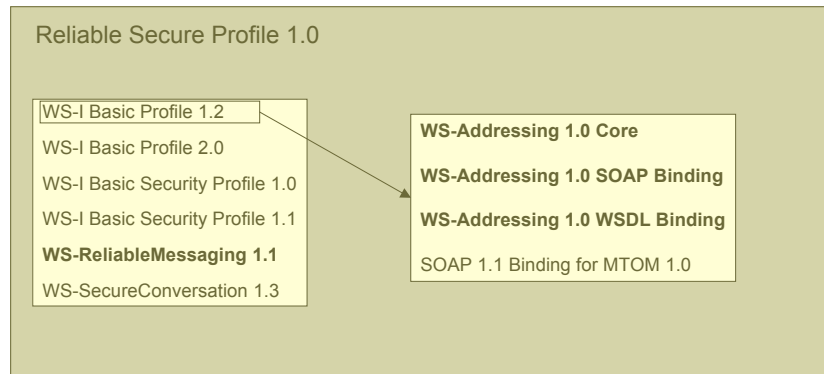 Reliable Secure Profile 1.0
WS-I Basic Profile 1.2
WS-I Basic Profile 2.0
WS-I Basic Security Profile 1.0
WS-I Basic Security Profile 1.1
WS-ReliableMessaging 1.1
WS-SecureConversation 1.3
WS-Addressing 1.0 Core
WS-Addressing 1.0 SOAP Binding
WS-Addressing 1.0 WSDL Binding
SOAP 1.1 Binding for MTOM 1.0